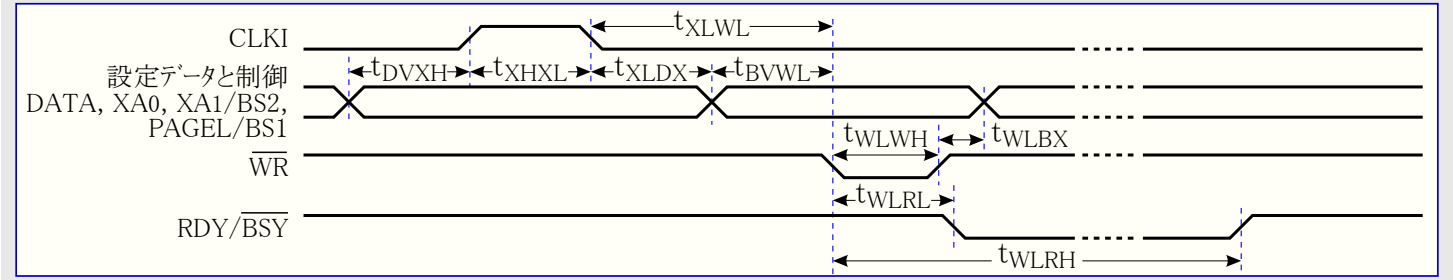 CLKI
tXLWL
設定データと制御
DATA, XA0, XA1/BS2,
PAGEL/BS1
tDVXH tXHXL tXLDX tBVWL
WR
tWLWH tWLBX
RDY/BSY
tWLRL
tWLRH